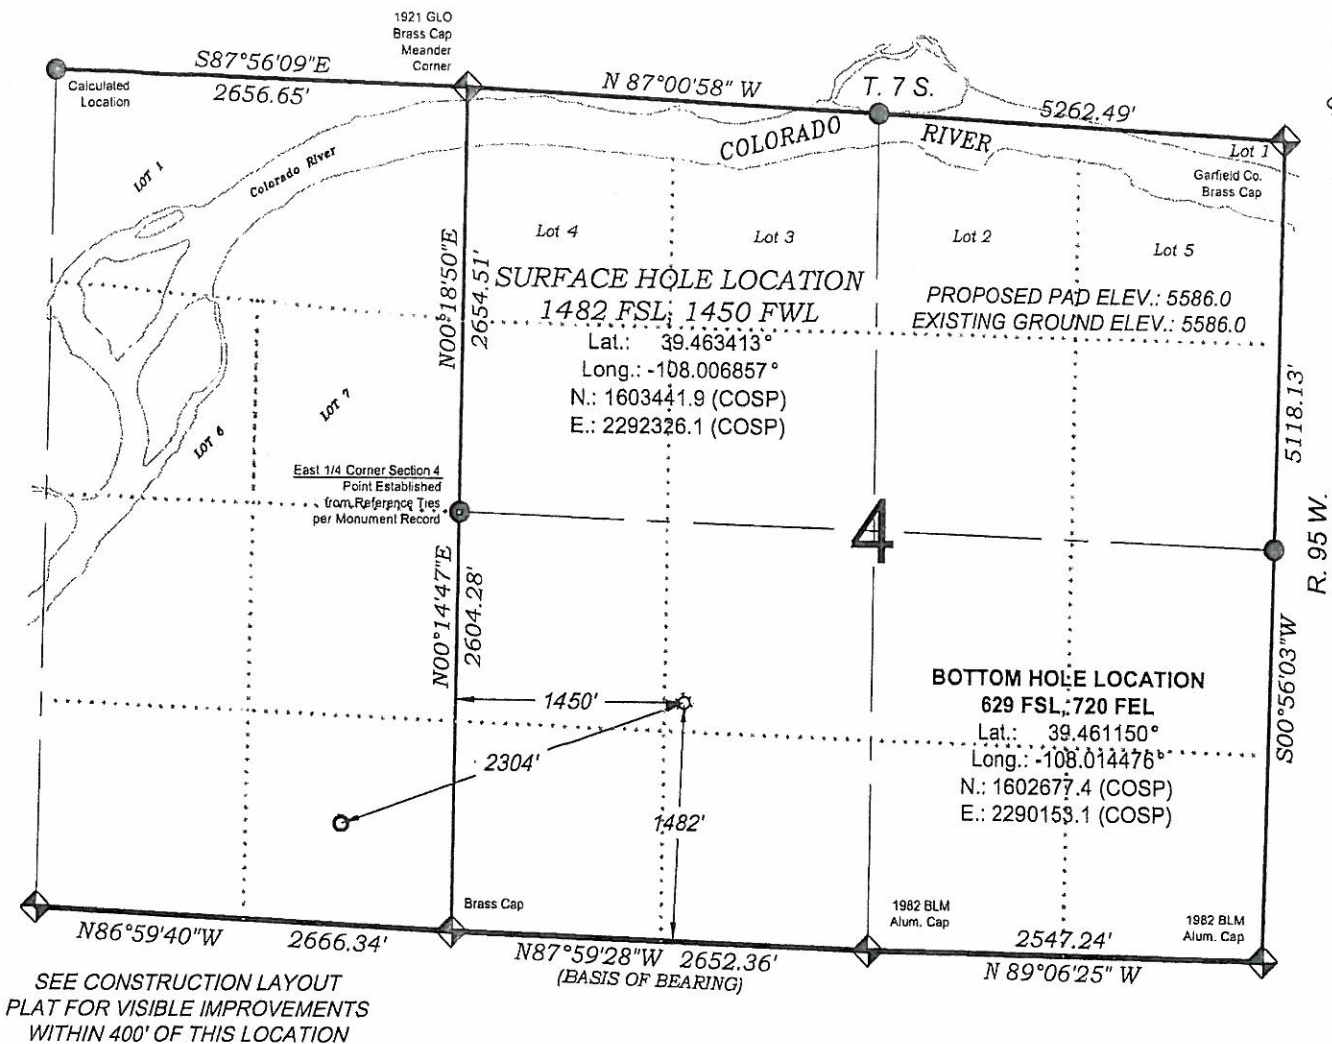 1921 GLO
Brass Cap
Meander
Corner
S87°56'09"E
2656.65'
Calculated
Location
N 87°00'58" W
T. 7 S.
5262.49'
COLORADO RIVER
Lot 1
Garfield Co.
Brass Cap
LOT 1
Colorado River
Lot 4
Lot 3
Lot 2
Lot 5
N00°18'50"E
2654.51'
SURFACE HOLE LOCATION
1482 FSL, 1450 FWL
Lat.: 39.463413°
Long.: -108.006857°
N.: 1603441.9 (COSP)
E.: 2292326.1 (COSP)
PROPOSED PAD ELEV.: 5586.0
EXISTING GROUND ELEV.: 5586.0
5118.13'
LOT 7
LOT 6
East 1/4 Corner Section 4
Point Established
from Reference Ties
per Monument Record
4
R. 95 W.
N00°14'47"E
2604.28'
S00°56'03"W
BOTTOM HOLE LOCATION
629 FSL, 720 FEL
Lat.: 39.461150°
Long.: -108.014476°
N.: 1602677.4 (COSP)
E.: 2290153.1 (COSP)
1450'
2304'
1482'
Brass Cap
1982 BLM
Alum. Cap
1982 BLM
Alum. Cap
N86°59'40"W
2666.34'
N87°59'28"W 2652.36'
(BASIS OF BEARING)
2547.24'
N 89°06'25" W
SEE CONSTRUCTION LAYOUT
PLAT FOR VISIBLE IMPROVEMENTS
WITHIN 400' OF THIS LOCATION